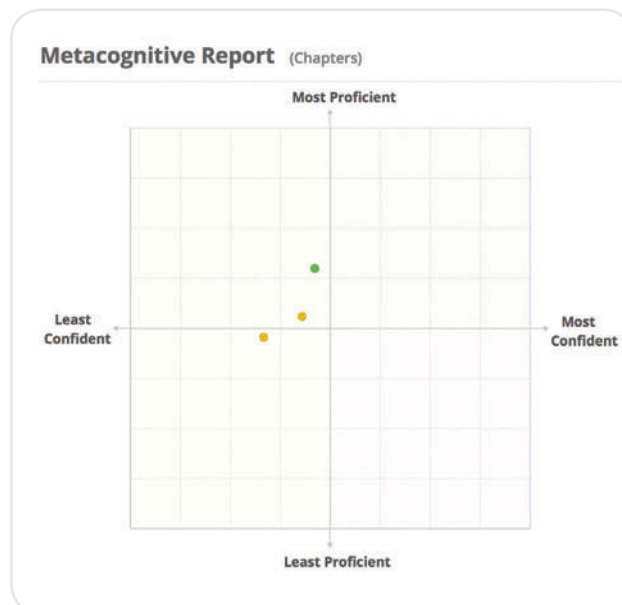 Metacognitive Report (Chapters)
Most Proficient
Least
Confident
Most
Confident
Least Proficient